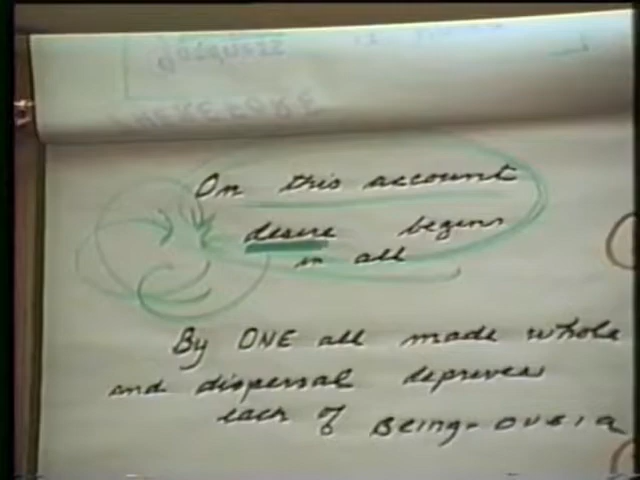 THEREFORE
On this account
desire begins
in all
By ONE all made whole
and dispersal deprives
each of Being-OUSIA